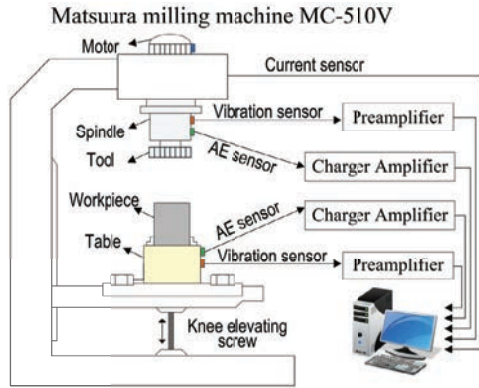 Matsuura milling machine MC-510V
Motor
Current sensor
Vibration sensor
Preamplifier
Spindle
AE sensor
Tool
Charger Amplifier
Workpiece
AE sensor
Charger Amplifier
Table
Vibration sensor
Preamplifier
Knee elevating
screw